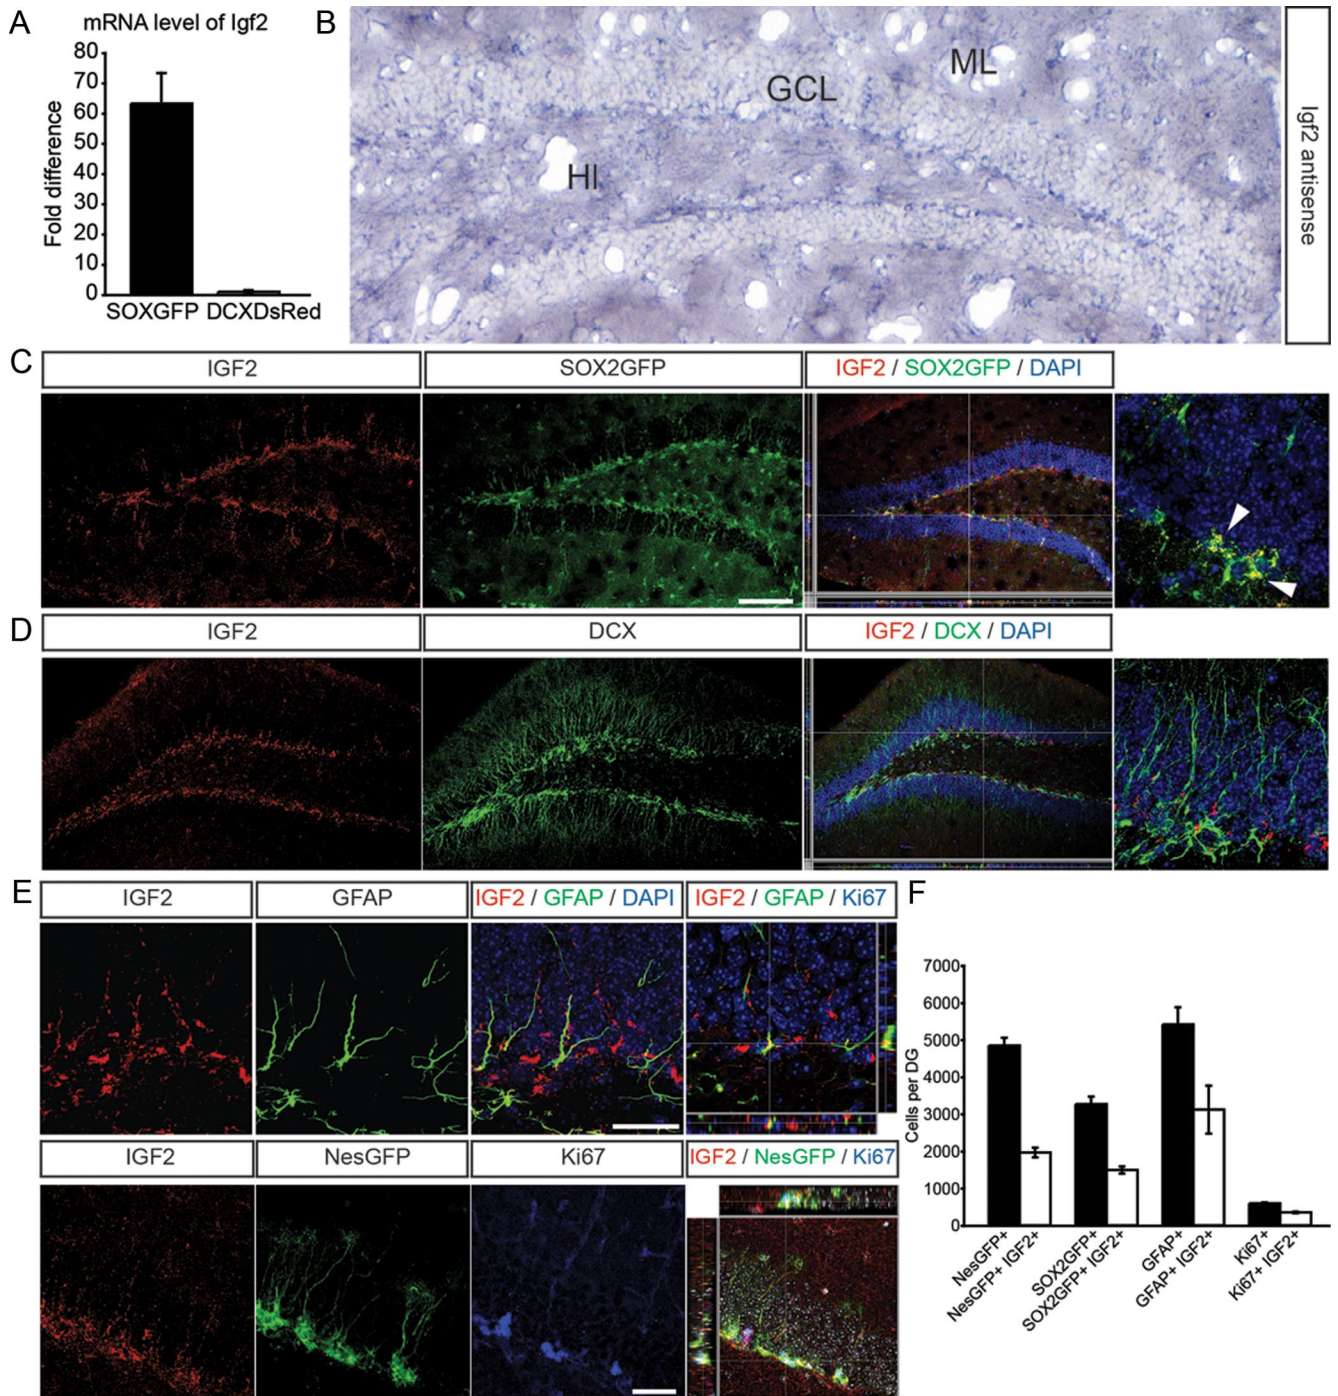 A
mRNA level of Igf2
Fold difference
80
70
60
50
40
30
20
10
0
SOXGFP DCXDsRed
B
GCL
ML
HI
Igf2 antisense
C
IGF2
SOX2GFP
IGF2 / SOX2GFP / DAPI
D
IGF2
DCX
IGF2 / DCX / DAPI
E
IGF2
GFAP
IGF2 / GFAP / DAPI
IGF2 / GFAP / Ki67
IGF2
NesGFP
Ki67
IGF2 / NesGFP / Ki67
F
Cells per DG
7000
6000
5000
4000
3000
2000
1000
0
NesGFP+
NesGFP+ IGF2+
SOX2GFP+
SOX2GFP+ IGF2+
GFAP+
GFAP+ IGF2+
Ki67+
Ki67+ IGF2+